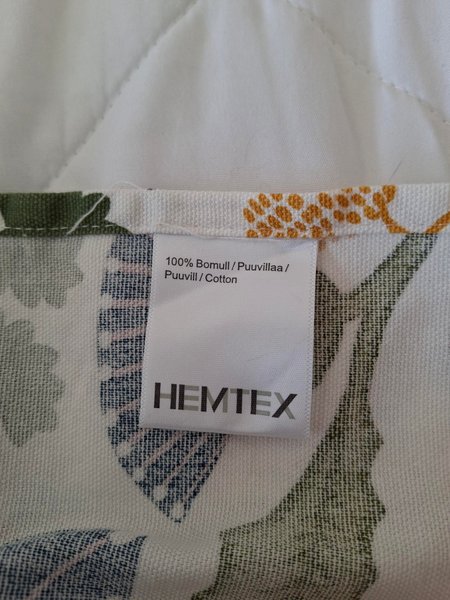 100% Bomull / Puuvillaa /
Puuvill / Cotton
HEMTEX